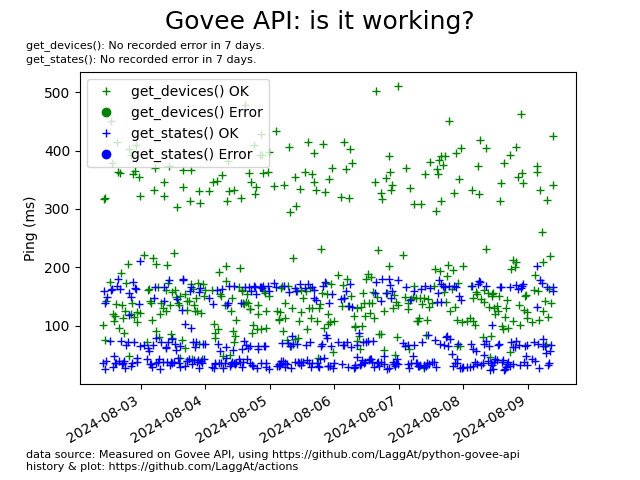 Govee API: is it working?
get_devices(): No recorded error in 7 days.
get_states(): No recorded error in 7 days.
get_devices() OK
get_devices() Error
get_states() OK
get_states() Error
Ping (ms)
500
400
300
200
100
2024-08-03
2024-08-04
2024-08-05
2024-08-06
2024-08-07
2024-08-08
2024-08-09
data source: Measured on Govee API, using https://github.com/LaggAt/python-govee-api
history & plot: https://github.com/LaggAt/actions